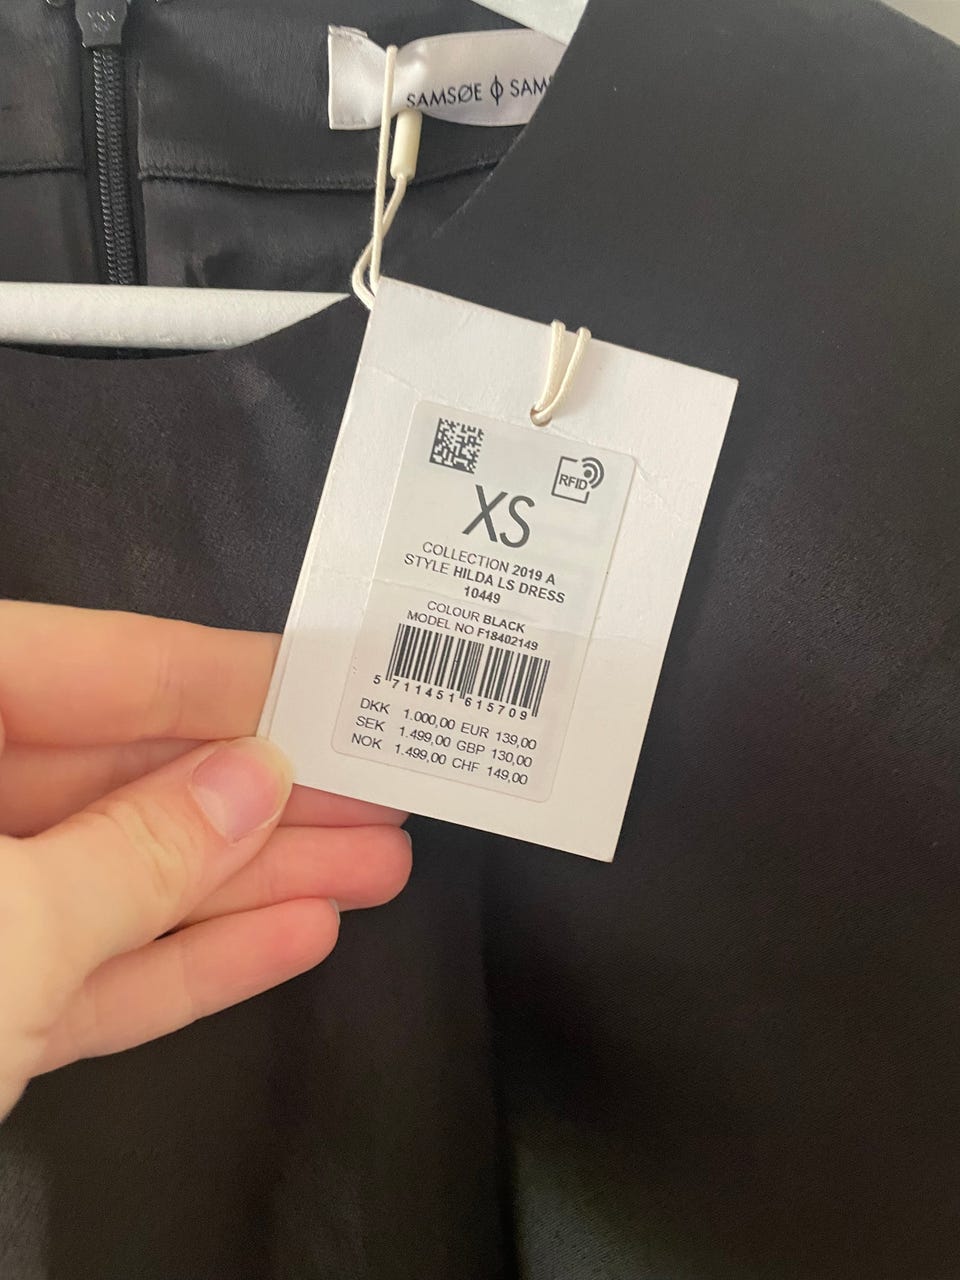 SAMSØE ϕ SAMS
RFID
XS
COLLECTION 2019 A
STYLE HILDA LS DRESS
10449
COLOUR BLACK
MODEL NO F18402149
5 711451 615709
DKK 1.000,00 EUR 139,00
SEK 1.499,00 GBP 130,00
NOK 1.499,00 CHF 149,00